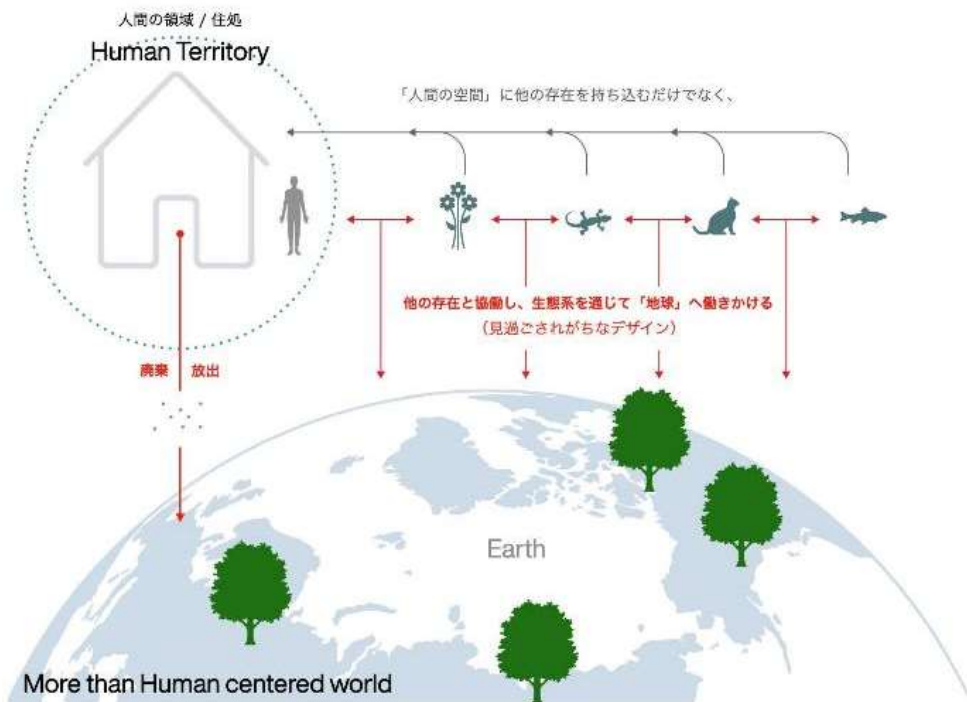 人間の領域 / 住処
Human Territory
「人間の空間」に他の存在を持ち込むだけでなく、
他の存在と協働し、生態系を通じて「地球」へ働きかける
（見過ごされがちなデザイン）
廃棄 放出
Earth
More than Human centered world